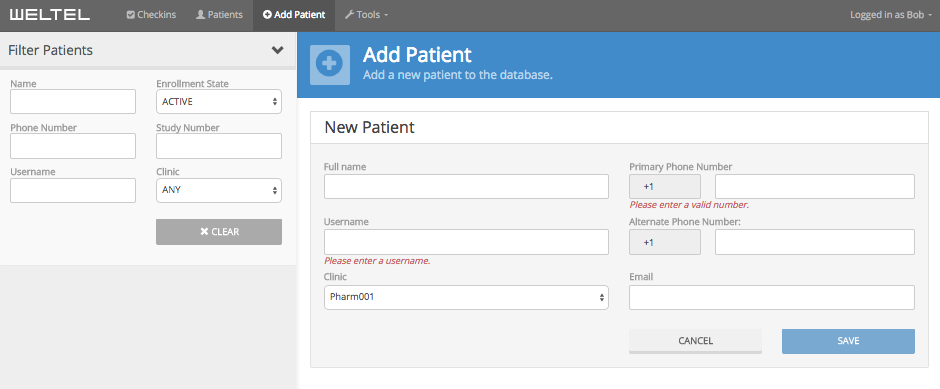 WELTEL
Checkins
Patients
Add Patient
Tools
Logged in as Bob
Filter Patients
Name
Enrollment State
ACTIVE
Phone Number
Study Number
Username
Clinic
ANY
CLEAR
Add Patient
Add a new patient to the database.
New Patient
Full name
Primary Phone Number
+1
Please enter a valid number.
Username
Alternate Phone Number:
+1
Please enter a username.
Clinic
Email
Pharm001
CANCEL
SAVE